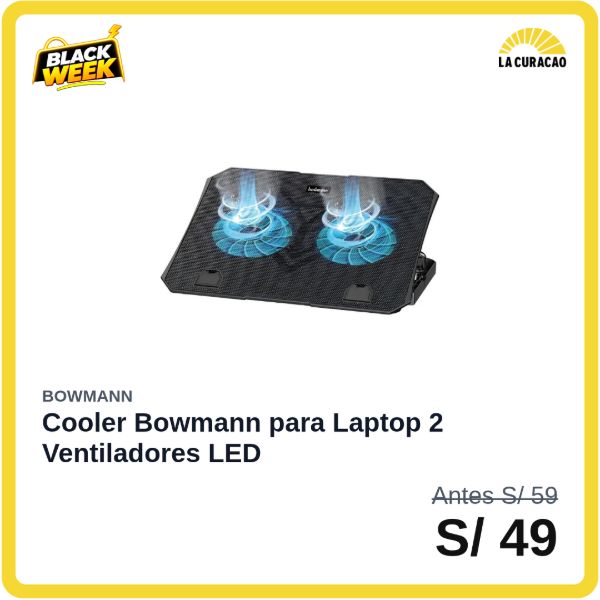 BLACK
WEEK
LA CURACAO
BOWMANN
Cooler Bowmann para Laptop 2
Ventiladores LED
Antes S/ 59
S/ 49